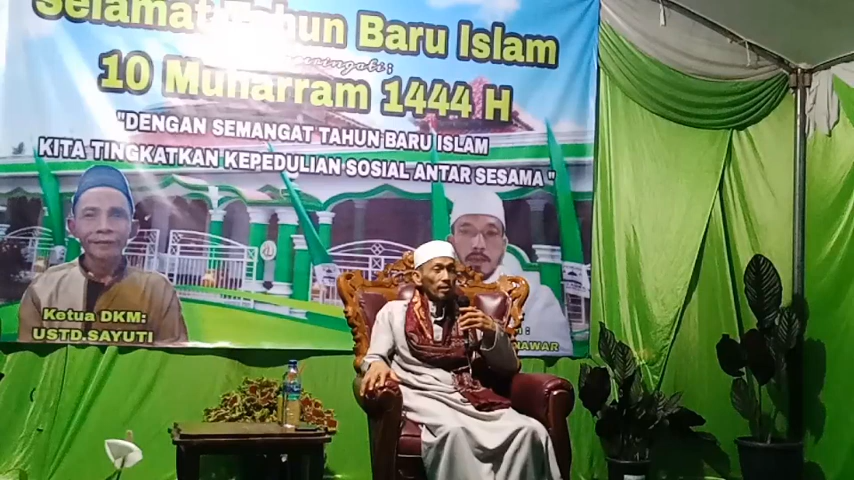 Selamat Tahun Baru Islam
10 Muharram 1444 H
"DENGAN SEMANGAT TAHUN BARU ISLAM
KITA TINGKATKAN KEPEDULIAN SOSIAL ANTAR SESAMA"
Ketua DKM:
USTD.SAYUTI